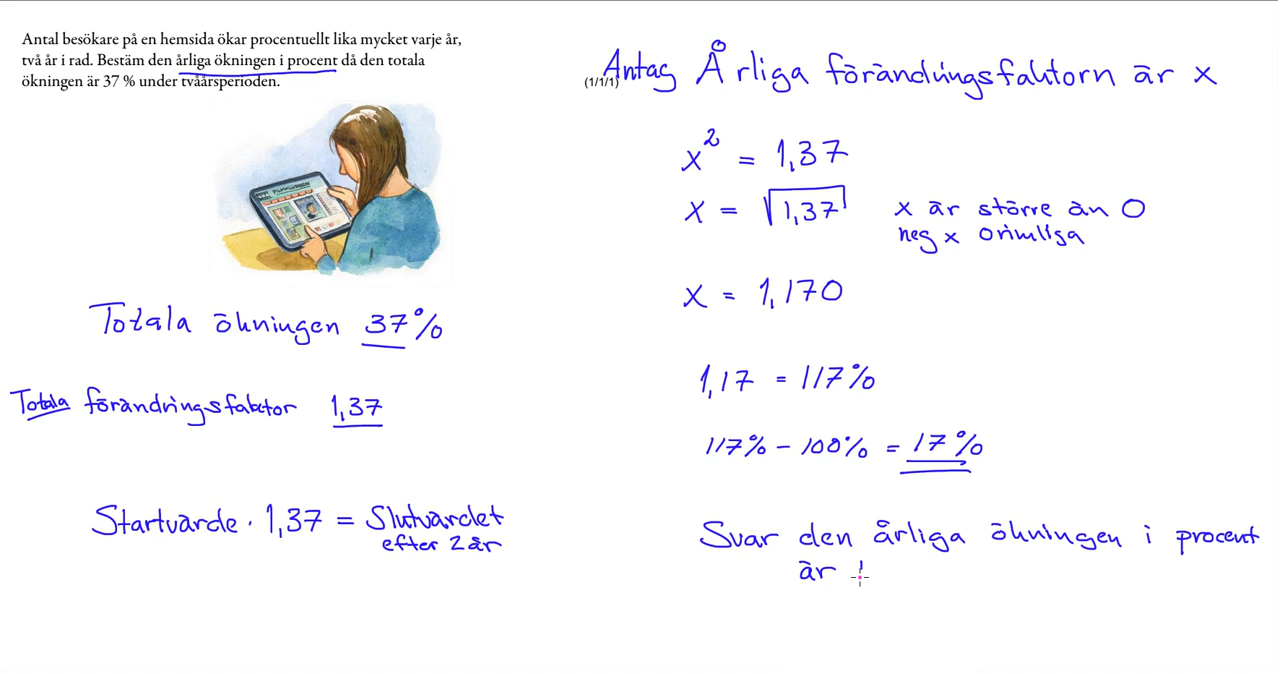 Antal besökare på en hemsida ökar procentuellt lika mycket varje år,
två år i rad. Bestäm den årliga ökningen i procent då den totala
ökningen är 37 % under tvåårsperioden.
(1/1/1)
FILMKLUBBEN
Totala ökningen 37%
Totala förändringsfaktor 1,37
Startvärde · 1,37 = Slutvärdet
efter 2 år
Antag Årliga förändringsfaktorn är x
x² = 1,37
x = √1,37 x är större än 0
neg x orimliga
x = 1,170
1,17 = 117%
117% - 100% = 17%
Svar den årliga ökningen i procent
är